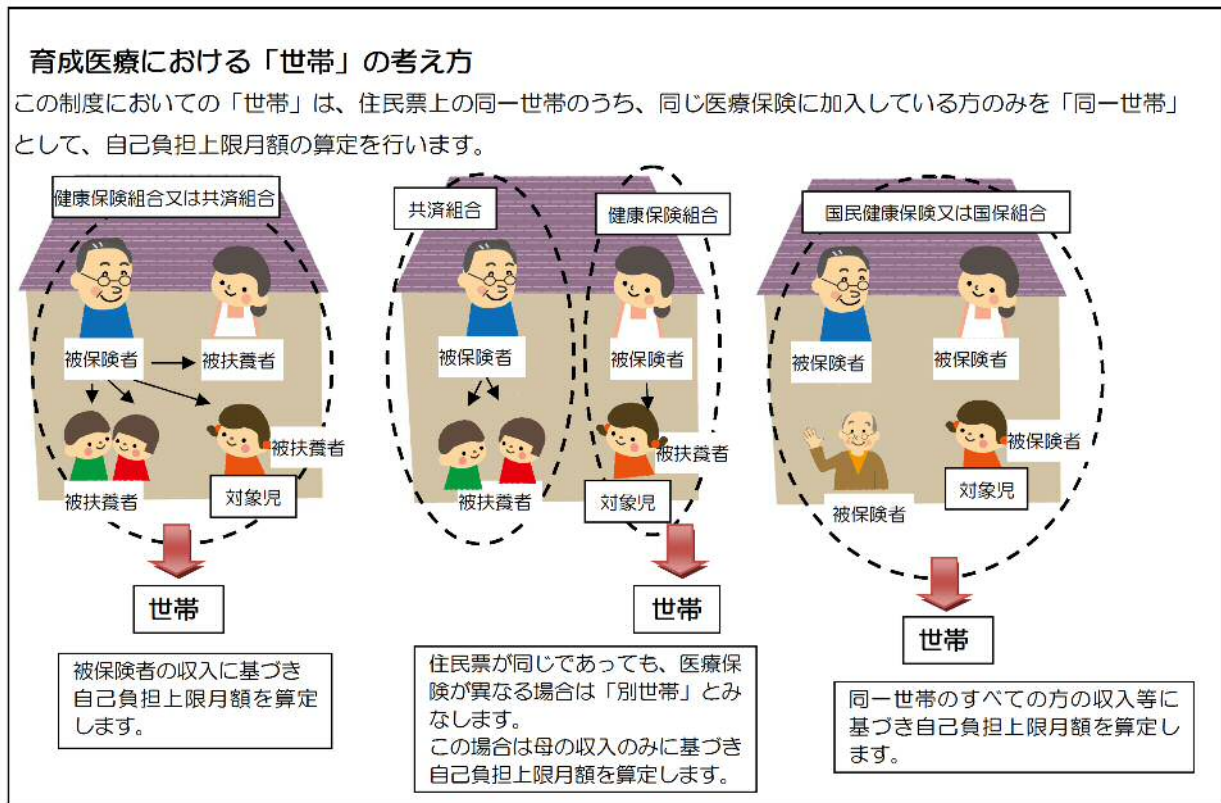 育成医療における「世帯」の考え方
この制度においての「世帯」は、住民票上の同一世帯のうち、同じ医療保険に加入している方のみを「同一世帯」
として、自己負担上限月額の算定を行います。
健康保険組合又は共済組合
被保険者
被扶養者
被扶養者
被扶養者
対象児
世帯
被保険者の収入に基づき
自己負担上限月額を算定
します。
共済組合
健康保険組合
被保険者
被保険者
被扶養者
被扶養者
対象児
世帯
住民票が同じであっても、医療保
険が異なる場合は「別世帯」とみ
なします。
この場合は母の収入のみに基づき
自己負担上限月額を算定します。
国民健康保険又は国保組合
被保険者
被保険者
被保険者
被保険者
対象児
世帯
同一世帯のすべての方の収入等に
基づき自己負担上限月額を算定し
ます。